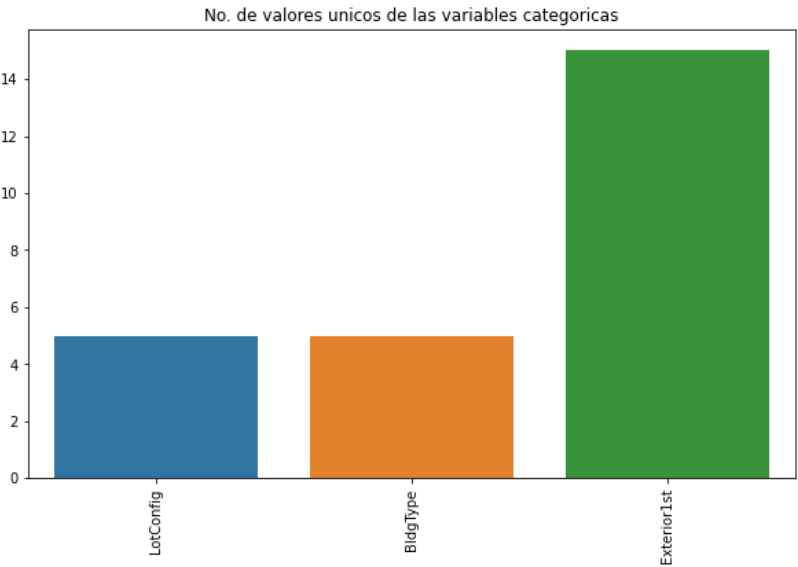 No. de valores unicos de las variables categoricas
14
12
10
8
6
4
2
0
LotConfig
BldgType
Exterior1st